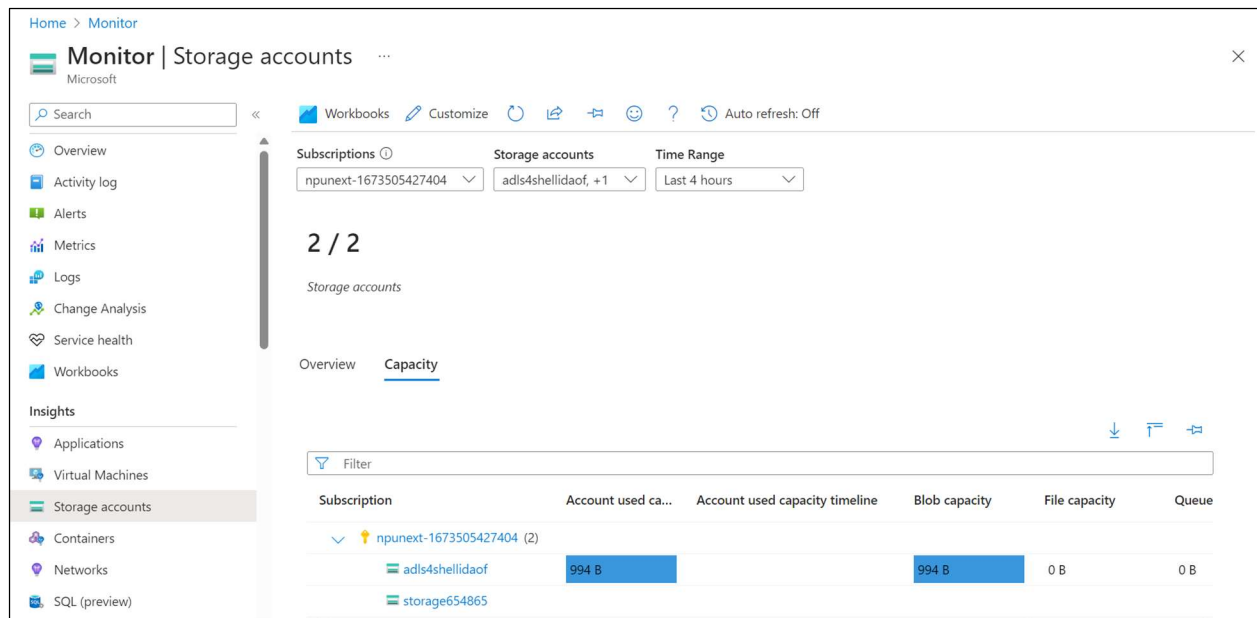 Home > Monitor
Monitor | Storage accounts ...
Microsoft
Search
«
Workbooks Customize Auto refresh: Off
Overview
Activity log
Alerts
Metrics
Logs
Change Analysis
Service health
Workbooks
Insights
Applications
Virtual Machines
Storage accounts
Containers
Networks
SQL (preview)
Subscriptions Storage accounts Time Range
npunext-1673505427404 adls4shellidaof, +1 Last 4 hours
2 / 2
Storage accounts
Overview Capacity
Filter
Subscription Account used ca... Account used capacity timeline Blob capacity File capacity Queue
npunext-1673505427404 (2)
adls4shellidaof 994 B 994 B 0 B 0 B
storage654865